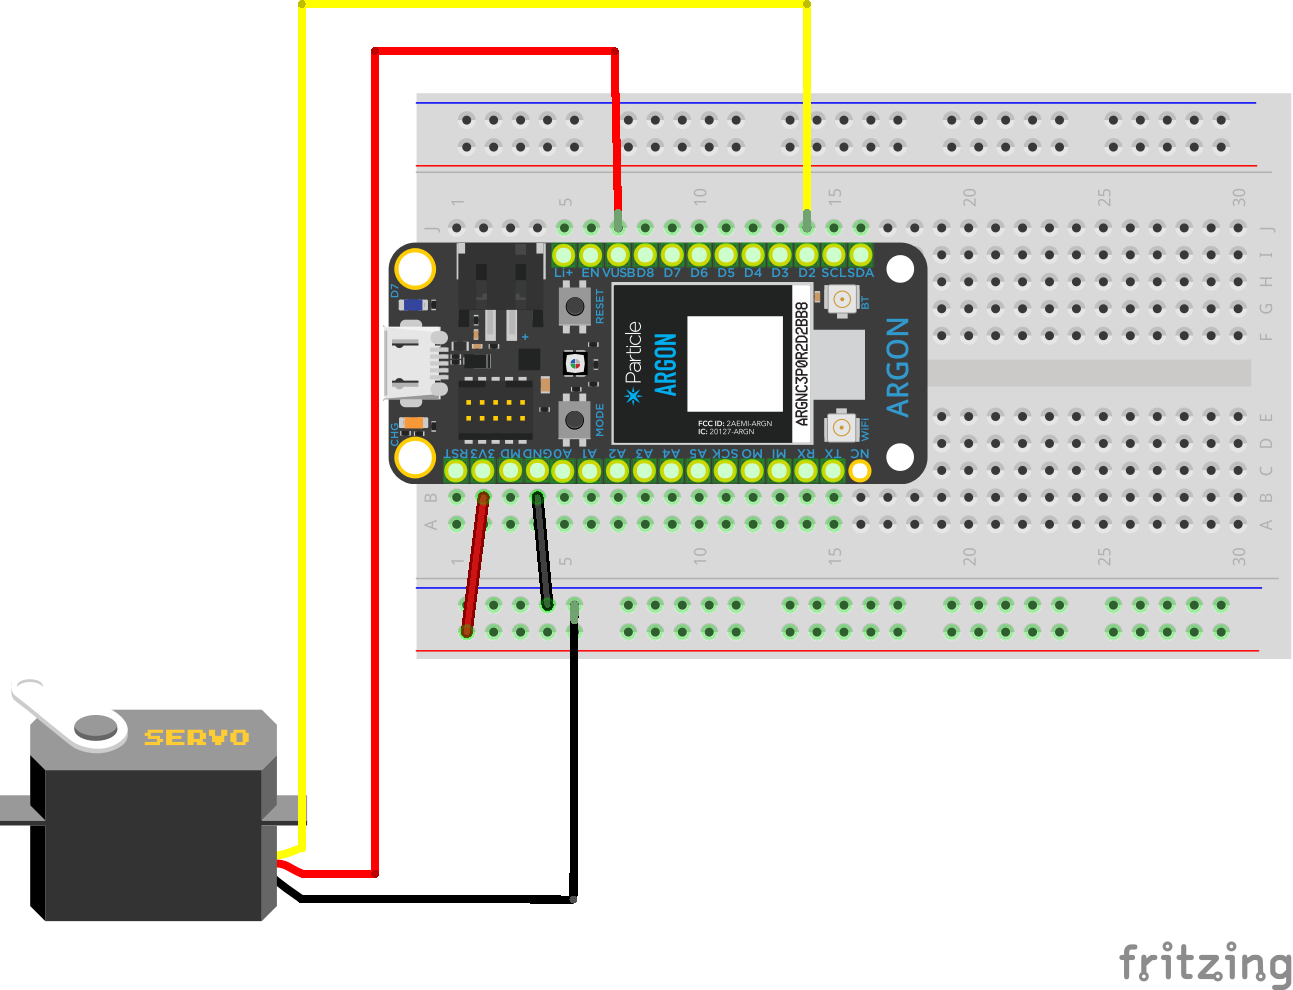 1 5 10 15 20 25 30
J J
I
H
G
F
Li+ EN VUSB D8 D7 D6 D5 D4 D3 D2 SCL SDA
D7
RESET
BT
+
Particle
ARGON
ARGNC3P0R2D2BB8
ARGON
FCC ID: 2AEMI-ARGN
IC: 20127-ARGN
MODE
WiFi
CHG
RST 3V3 MD GND A0 A1 A2 A3 A4 A5 SCK MO MI RX TX NC
E
D
C
B B
A A
1 5 10 15 20 25 30
SERVO
fritzing